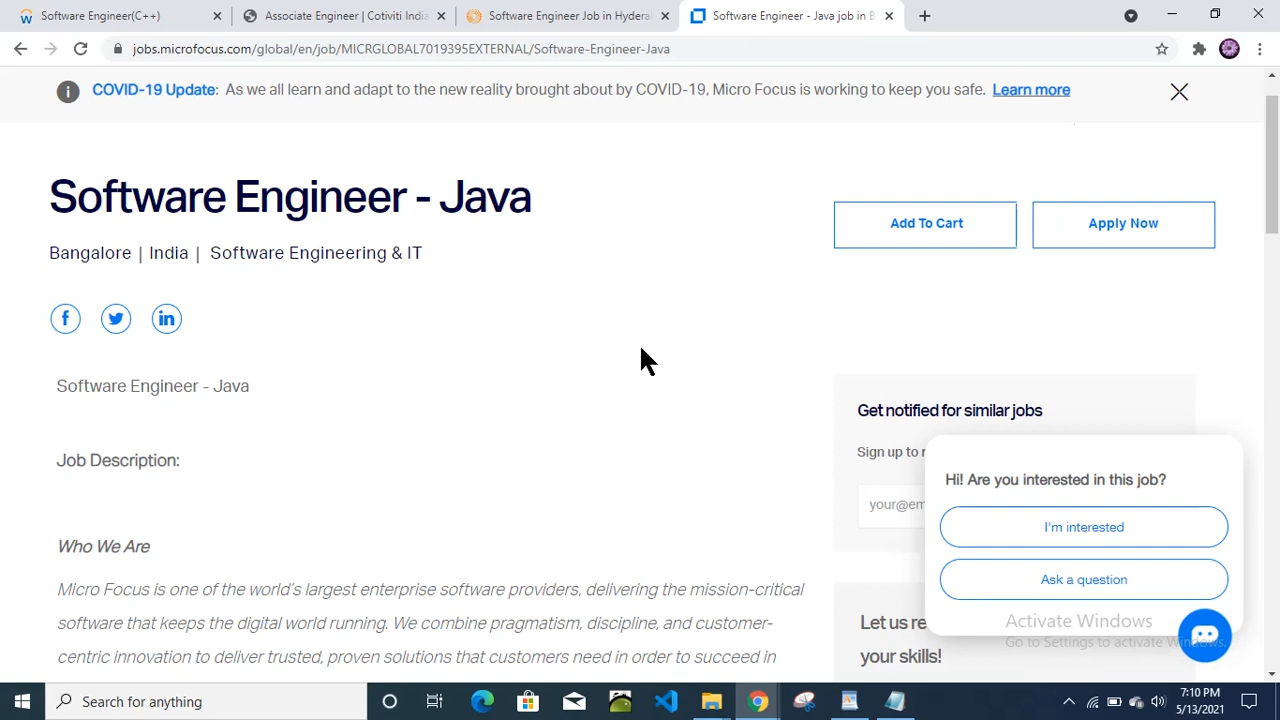 Software Engineer(C++)
Associate Engineer | Cotiviti India
Software Engineer Job in Hydera
Software Engineer - Java job in B
jobs.microfocus.com/global/en/job/MICRGLOBAL7019395EXTERNAL/Software-Engineer-Java
COVID-19 Update: As we all learn and adapt to the new reality brought about by COVID-19, Micro Focus is working to keep you safe. Learn more
Software Engineer - Java
Add To Cart
Apply Now
Bangalore | India | Software Engineering & IT
Software Engineer - Java
Get notified for similar jobs
Sign up to r
your@em
Job Description:
Hi! Are you interested in this job?
I'm interested
Ask a question
Who We Are
Micro Focus is one of the world's largest enterprise software providers, delivering the mission-critical
software that keeps the digital world running. We combine pragmatism, discipline, and customer-
centric innovation to deliver trusted, proven solutions that customers need in order to succeed in
Let us re
your skills!
Activate Windows
Go to Settings to activate Windows.
Search for anything
7:10 PM
5/13/2021